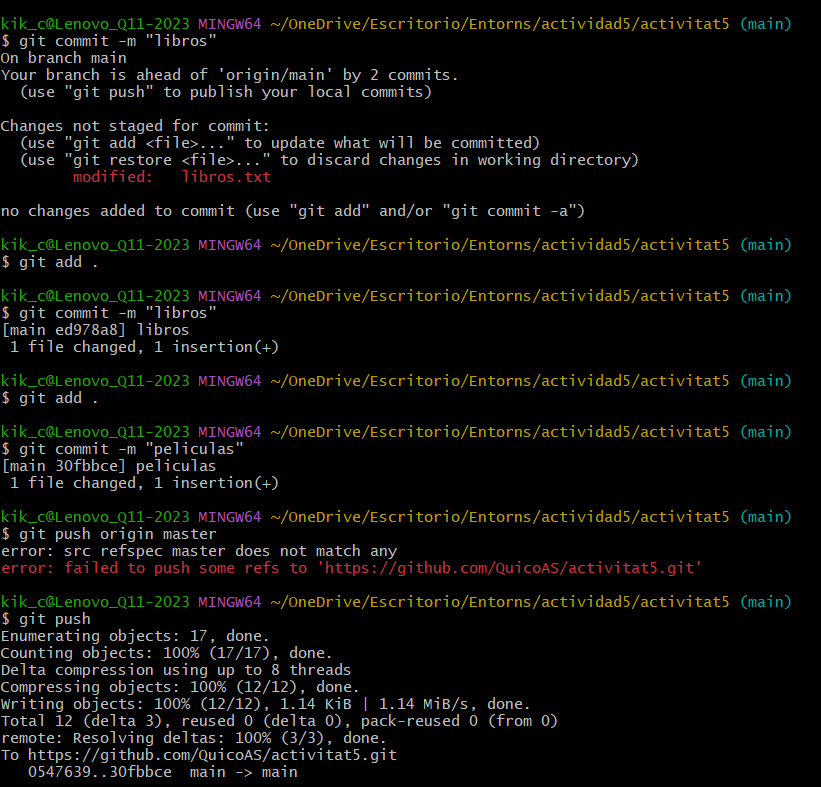 kik_c@Lenovo_Q11-2023 MINGW64 ~/OneDrive/Escritorio/Entorns/actividad5/activitat5 (main)
$ git commit -m "libros"
On branch main
Your branch is ahead of 'origin/main' by 2 commits.
  (use "git push" to publish your local commits)

Changes not staged for commit:
  (use "git add <file>..." to update what will be committed)
  (use "git restore <file>..." to discard changes in working directory)
        modified:   libros.txt

no changes added to commit (use "git add" and/or "git commit -a")

kik_c@Lenovo_Q11-2023 MINGW64 ~/OneDrive/Escritorio/Entorns/actividad5/activitat5 (main)
$ git add .

kik_c@Lenovo_Q11-2023 MINGW64 ~/OneDrive/Escritorio/Entorns/actividad5/activitat5 (main)
$ git commit -m "libros"
[main ed978a8] libros
 1 file changed, 1 insertion(+)

kik_c@Lenovo_Q11-2023 MINGW64 ~/OneDrive/Escritorio/Entorns/actividad5/activitat5 (main)
$ git add .

kik_c@Lenovo_Q11-2023 MINGW64 ~/OneDrive/Escritorio/Entorns/actividad5/activitat5 (main)
$ git commit -m "peliculas"
[main 30fbbce] peliculas
 1 file changed, 1 insertion(+)

kik_c@Lenovo_Q11-2023 MINGW64 ~/OneDrive/Escritorio/Entorns/actividad5/activitat5 (main)
$ git push origin master
error: src refspec master does not match any
error: failed to push some refs to 'https://github.com/QuicoAS/activitat5.git'

kik_c@Lenovo_Q11-2023 MINGW64 ~/OneDrive/Escritorio/Entorns/actividad5/activitat5 (main)
$ git push
Enumerating objects: 17, done.
Counting objects: 100% (17/17), done.
Delta compression using up to 8 threads
Compressing objects: 100% (12/12), done.
Writing objects: 100% (12/12), 1.14 KiB | 1.14 MiB/s, done.
Total 12 (delta 3), reused 0 (delta 0), pack-reused 0 (from 0)
remote: Resolving deltas: 100% (3/3), done.
To https://github.com/QuicoAS/activitat5.git
   0547639..30fbbce  main -> main